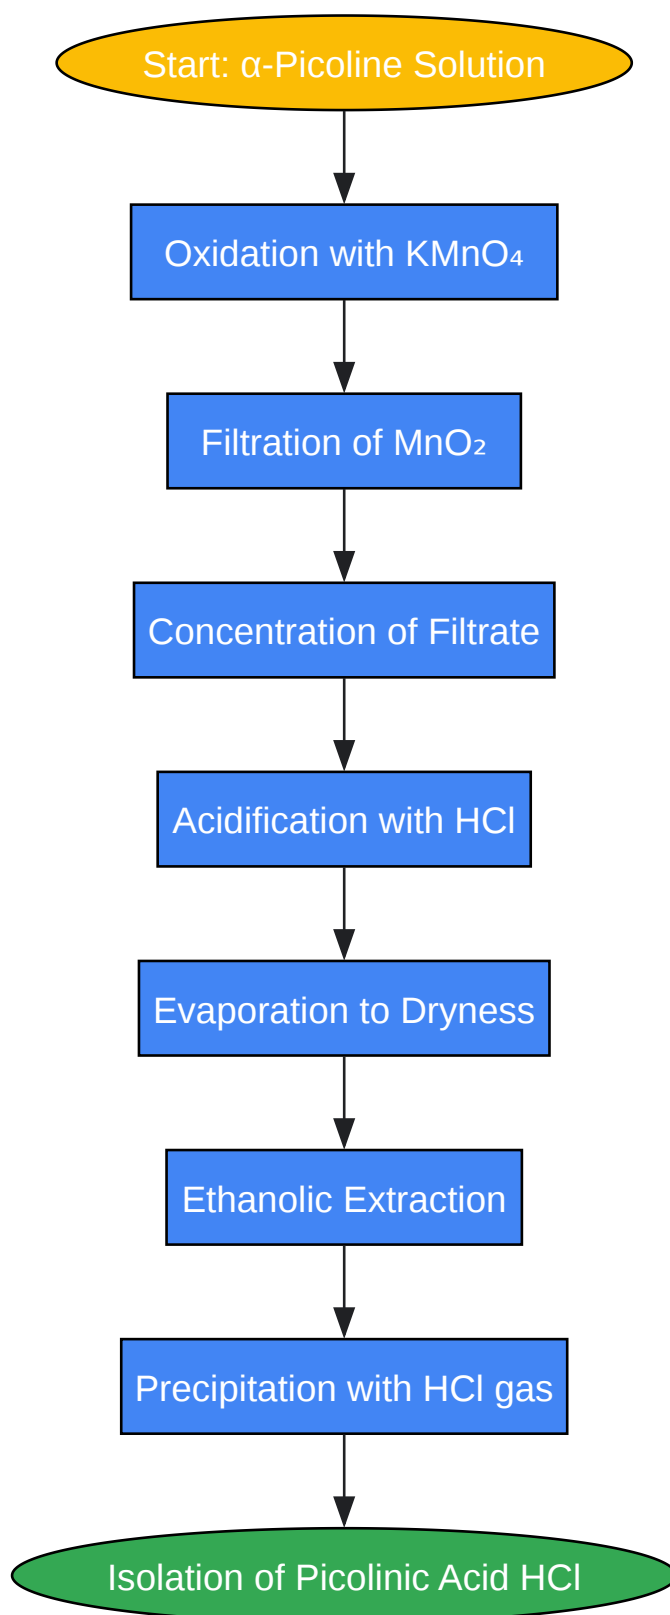 Start: α-Picoline Solution
Oxidation with KMnO₄
Filtration of MnO₂
Concentration of Filtrate
Acidification with HCl
Evaporation to Dryness
Ethanolic Extraction
Precipitation with HCl gas
Isolation of Picolinic Acid HCl